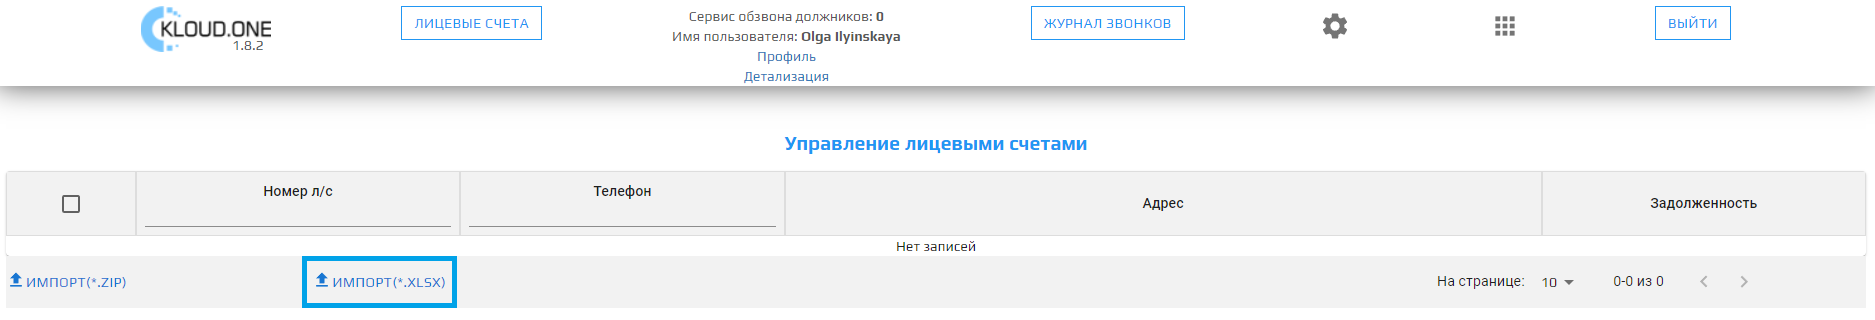 KLOUD.ONE
1.8.2
ЛИЦЕВЫЕ СЧЕТА
Сервис обзвона должников: 0
Имя пользователя: Olga Ilyinskaya
Профиль
Детализация
ЖУРНАЛ ЗВОНКОВ
ВЫЙТИ
Управление лицевыми счетами
Номер л/с
Телефон
Адрес
Задолженность
Нет записей
ИМПОРТ(*.ZIP)
ИМПОРТ(*.XLSX)
На странице: 10 0-0 из 0